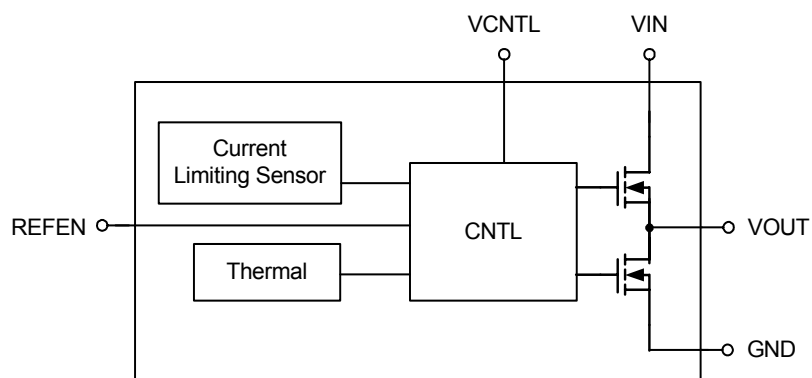 VCNTL VIN
Current
Limiting Sensor
REFEN
CNTL
VOUT
Thermal
GND